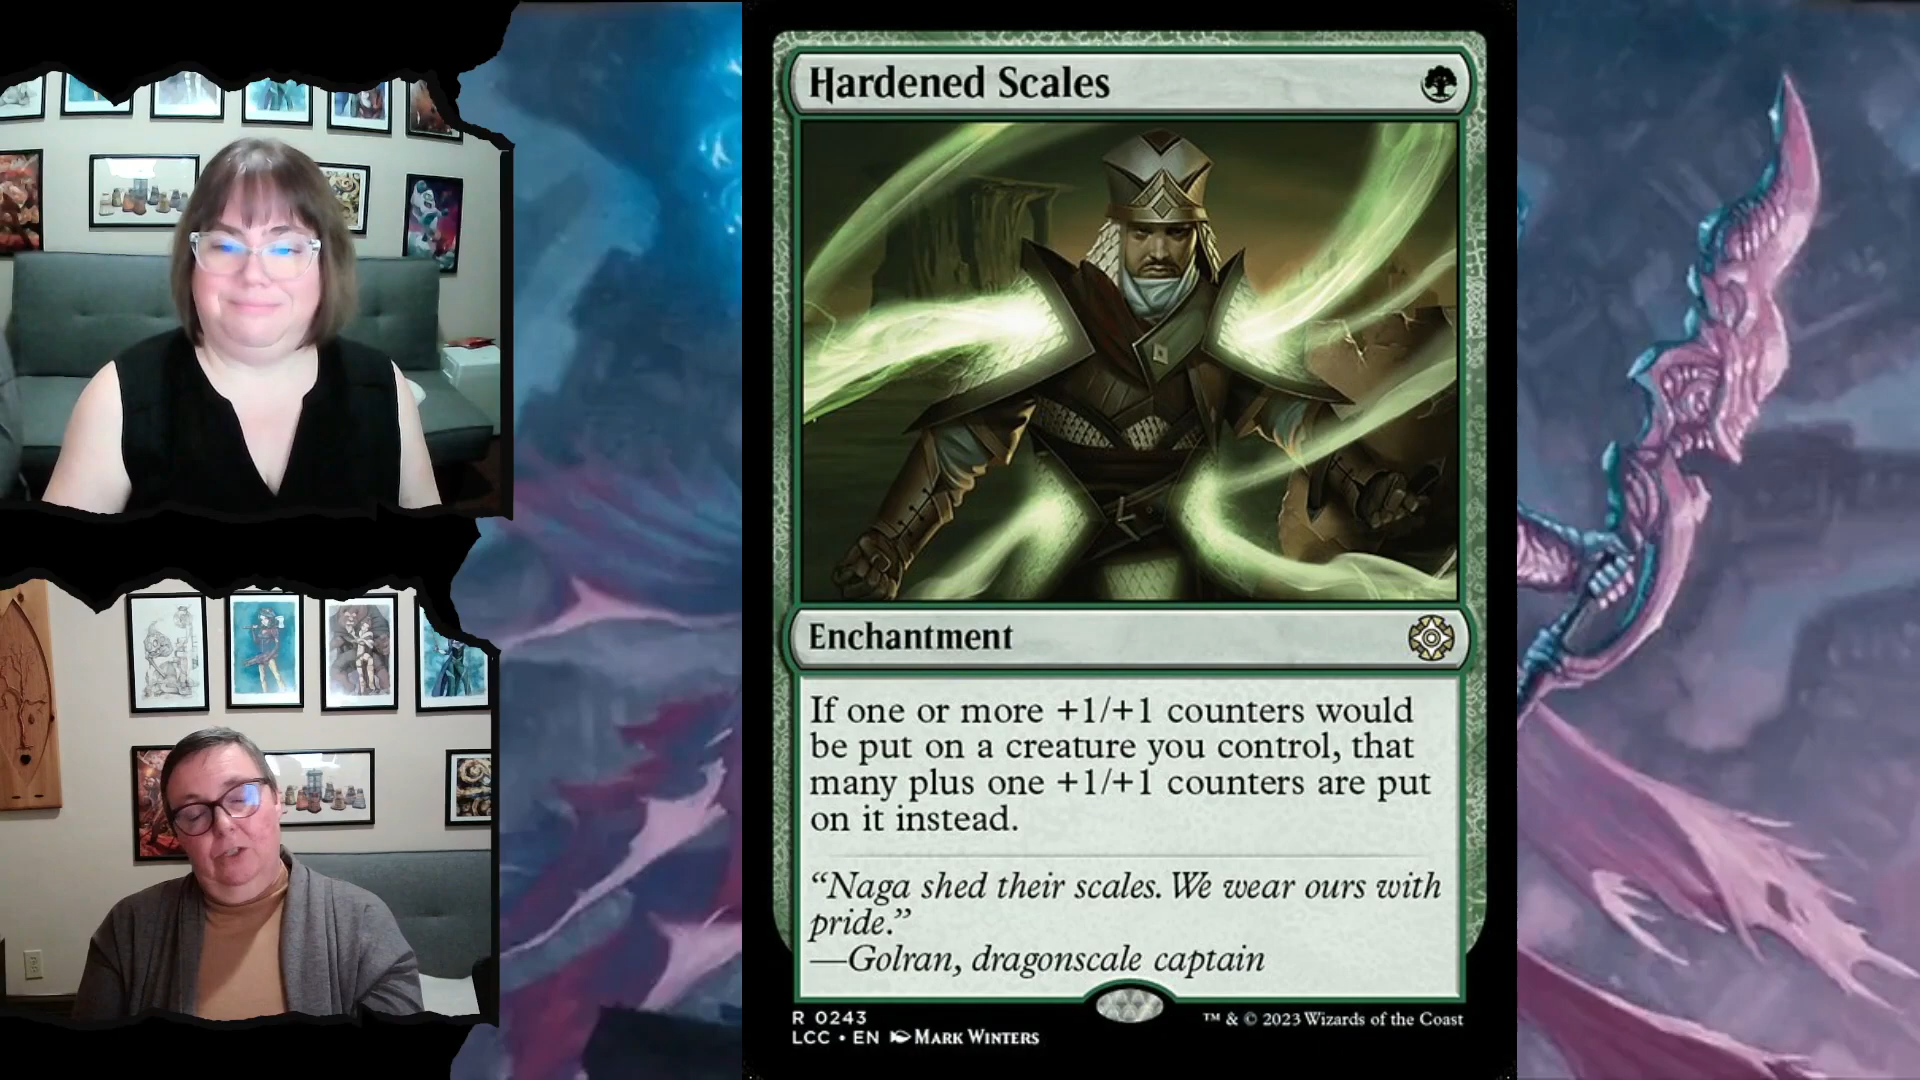 Hardened Scales
Enchantment
If one or more +1/+1 counters would
be put on a creature you control, that
many plus one +1/+1 counters are put
on it instead.
“Naga shed their scales. We wear ours with
pride.”
—Golran, dragonscale captain
R 0243
LCC • EN MARK WINTERS
™ & © 2023 Wizards of the Coast